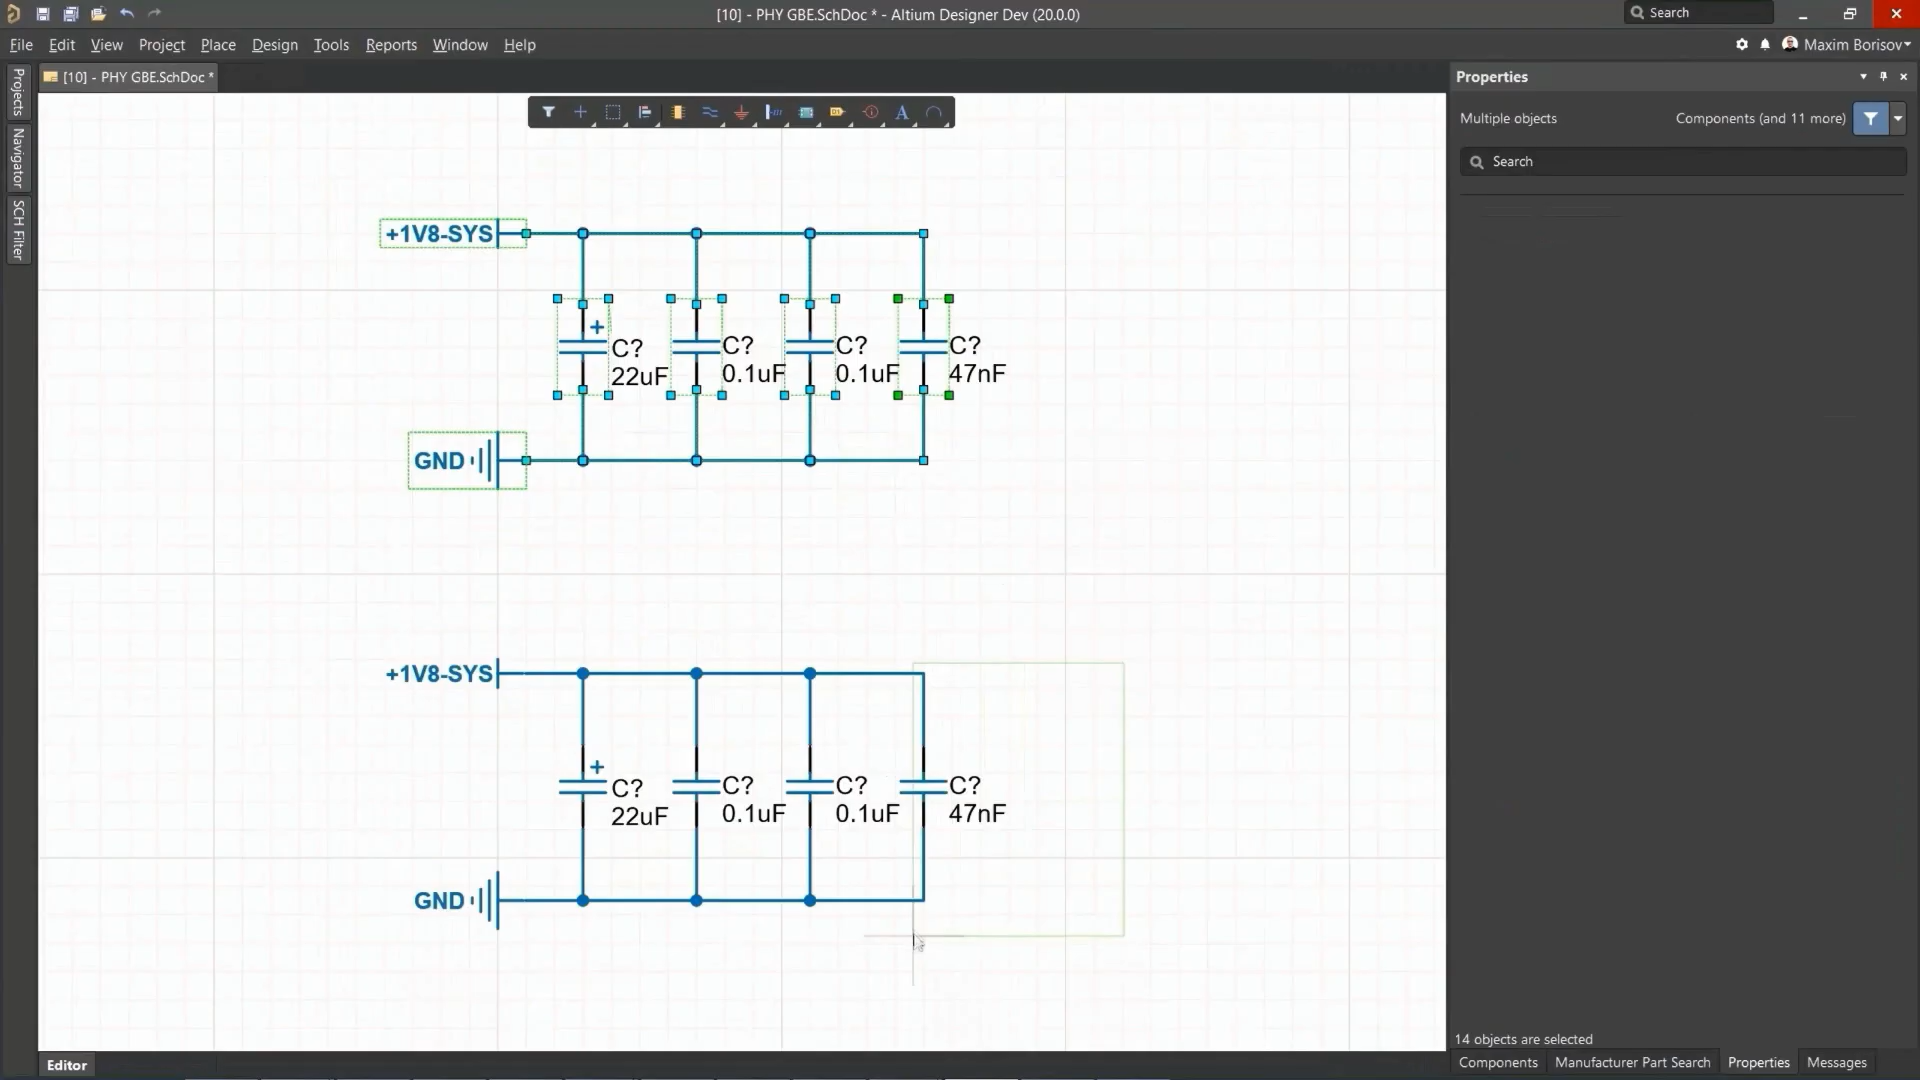 [10] - PHY GBE.SchDoc * - Altium Designer Dev (20.0.0)
Search
File Edit View Project Place Design Tools Reports Window Help
Maxim Borisov
Projects
Navigator
SCH Filter
[10] - PHY GBE.SchDoc *
A
+1V8-SYS
C?
22uF
C?
0.1uF
C?
0.1uF
C?
47nF
GND
+1V8-SYS
C?
22uF
C?
0.1uF
C?
0.1uF
C?
47nF
GND
Properties
Multiple objects
Components (and 11 more)
Search
14 objects are selected
Editor
Components Manufacturer Part Search Properties Messages